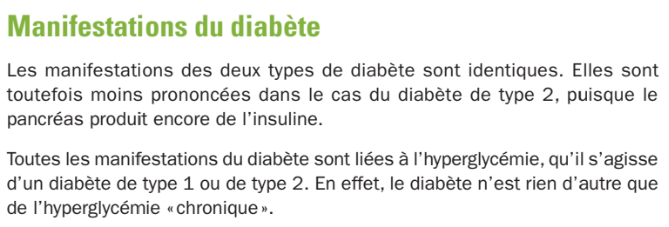 Manifestations du diabète
Les manifestations des deux types de diabète sont identiques. Elles sont
toutefois moins prononcées dans le cas du diabète de type 2, puisque le
pancréas produit encore de l’insuline.
Toutes les manifestations du diabète sont liées à l’hyperglycémie, qu’il s’agisse
d’un diabète de type 1 ou de type 2. En effet, le diabète n’est rien d’autre que
de l’hyperglycémie «chronique».